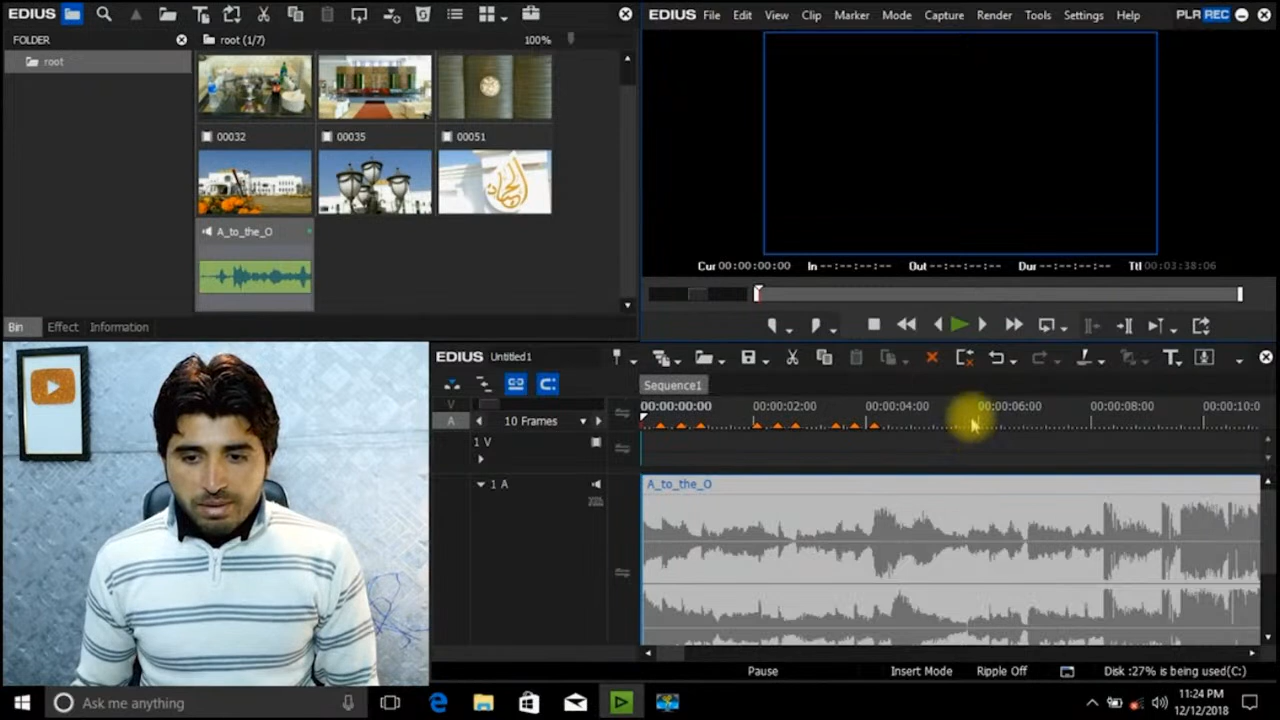 EDIUS
EDIUS File Edit View Clip Marker Mode Capture Render Tools Settings Help PLR REC
FOLDER
root (1/7)
100%
root
00032
00035
00051
A_to_the_O
Cur 00:00:00:00 In --:--:--:-- Out --:--:--:-- Dur --:--:--:-- Ttl 00:03:38:06
Bin Effect Information
EDIUS Untitled1
Sequence1
V
A
10 Frames
00:00:00:00 00:00:02:00 00:00:04:00 00:00:06:00 00:00:08:00 00:00:10:0
1 V
1 A
A_to_the_O
Pause
Insert Mode
Ripple Off
Disk :27% is being used(C:)
Ask me anything
11:24 PM
12/12/2018